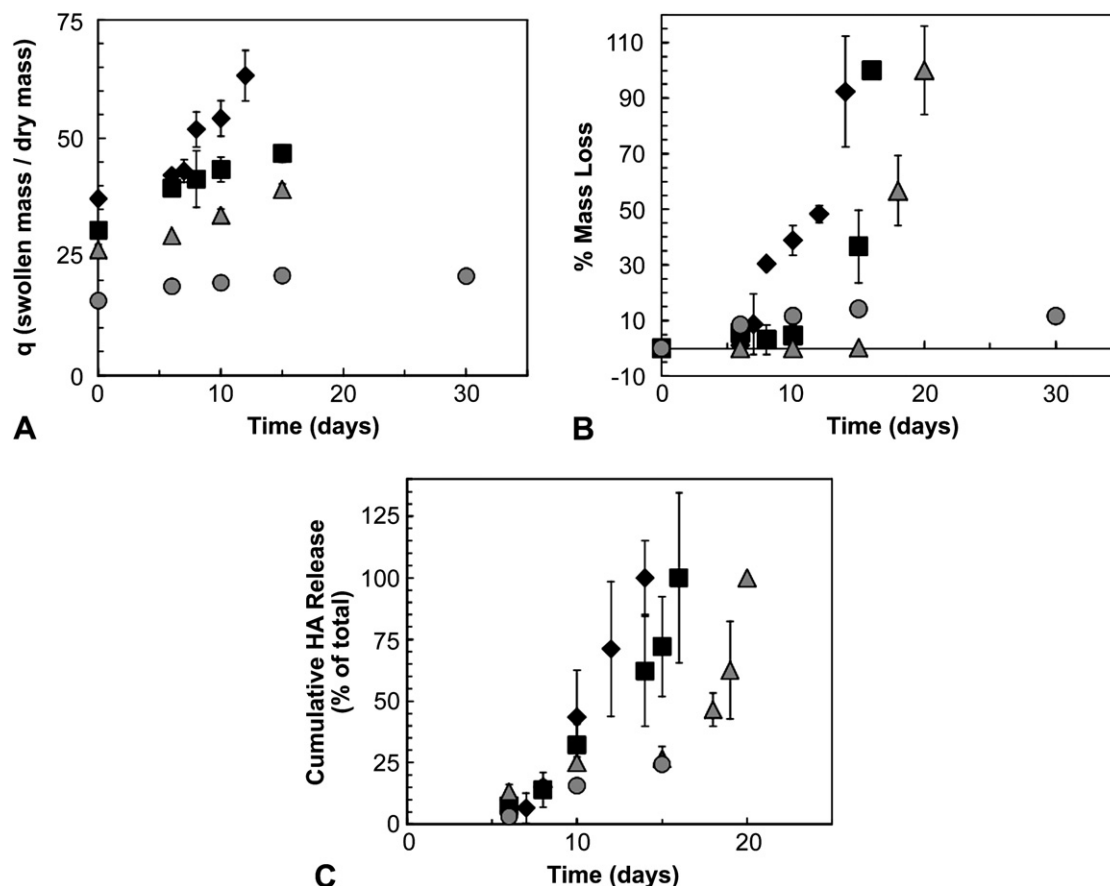 75
50
25
0
0
10
20
30
q (swollen mass / dry mass)
Time (days)
A
110
90
70
50
30
10
-10
0
10
20
30
% Mass Loss
Time (days)
B
125
100
75
50
25
0
0
10
20
Cumulative HA Release
(% of total)
Time (days)
C